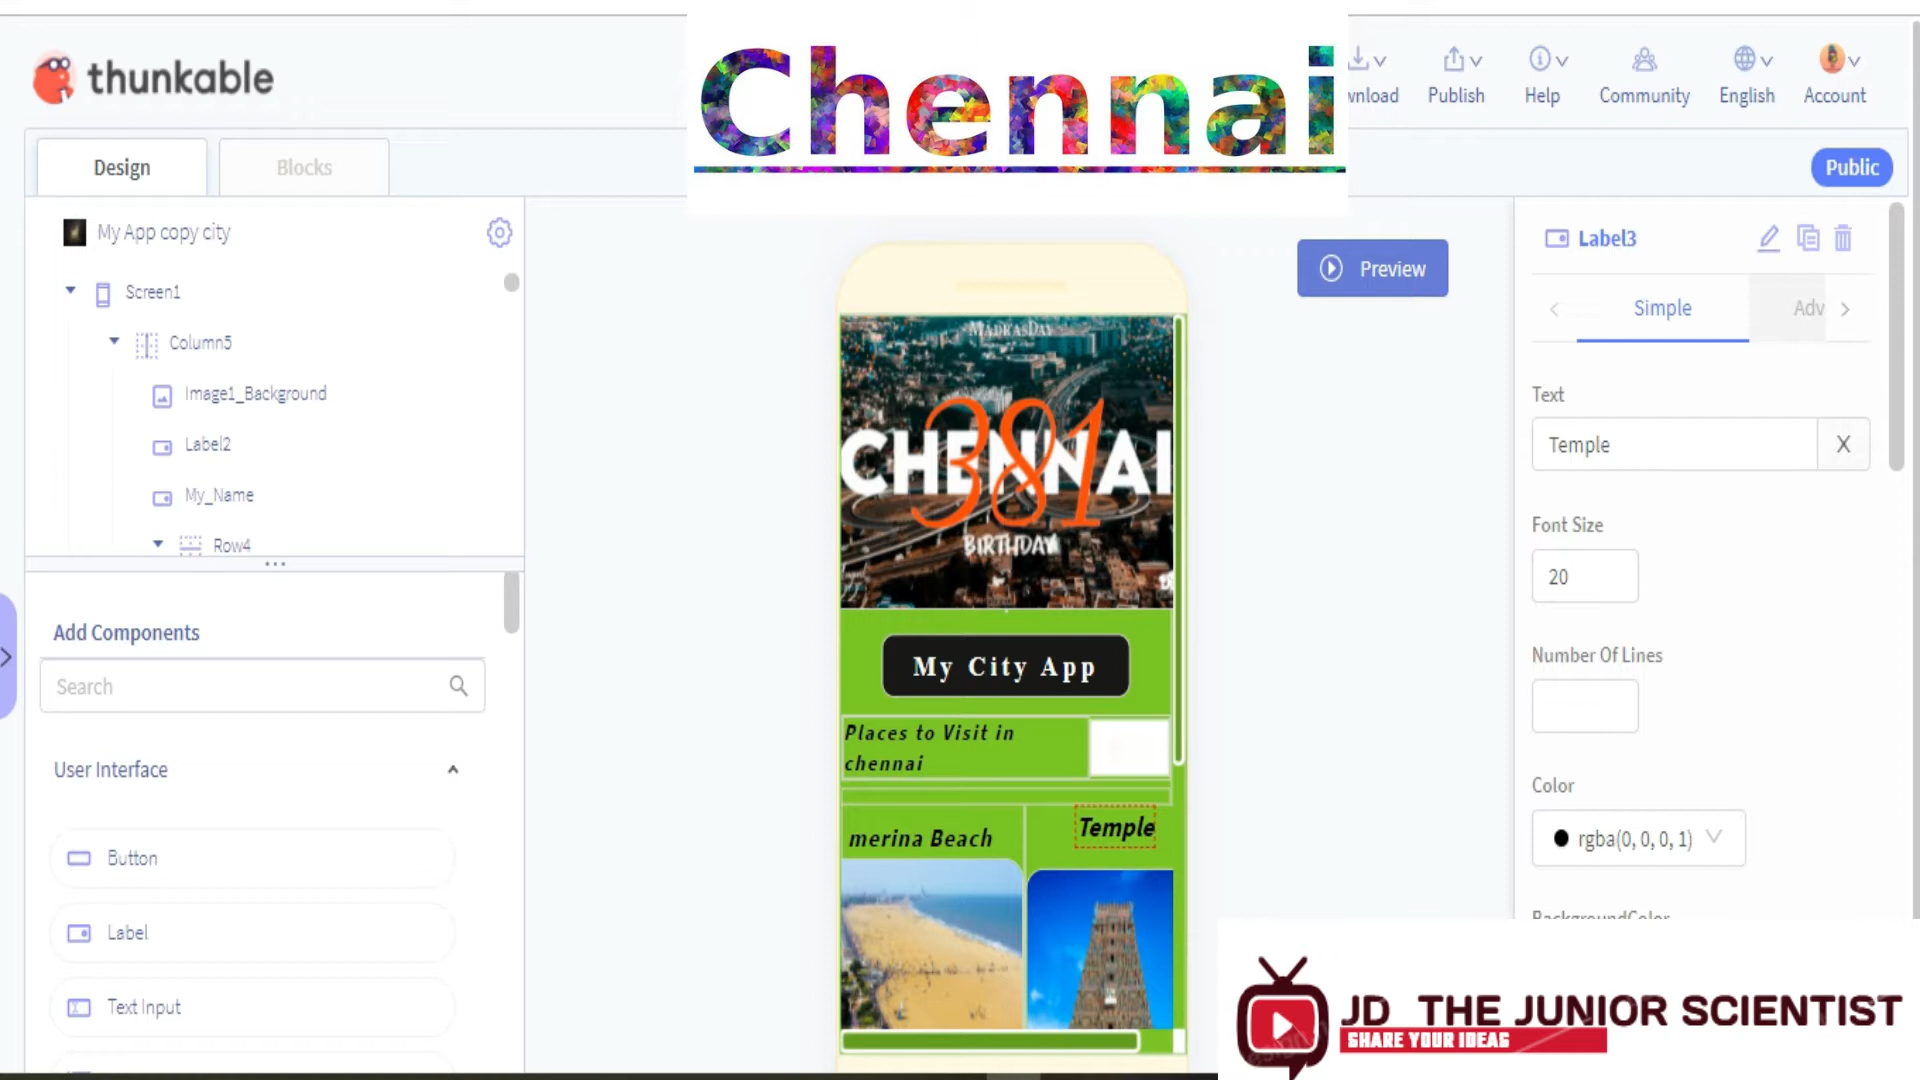 Chennai
thunkable
wnload
Publish
Help
Community
English
Account
Design
Blocks
Public
My App copy city
Screen1
Column5
Image1_Background
Label2
My_Name
Row4
Add Components
Search
User Interface
Button
Label
Text Input
Preview
MADRASDAY
CHENNAI
381
BIRTHDAY
My City App
Places to Visit in
chennai
merina Beach
Temple
Label3
Simple
Adv
Text
Temple
X
Font Size
20
Number Of Lines
Color
rgba(0, 0, 0, 1)
BackgroundColor
JD THE JUNIOR SCIENTIST
SHARE YOUR IDEAS